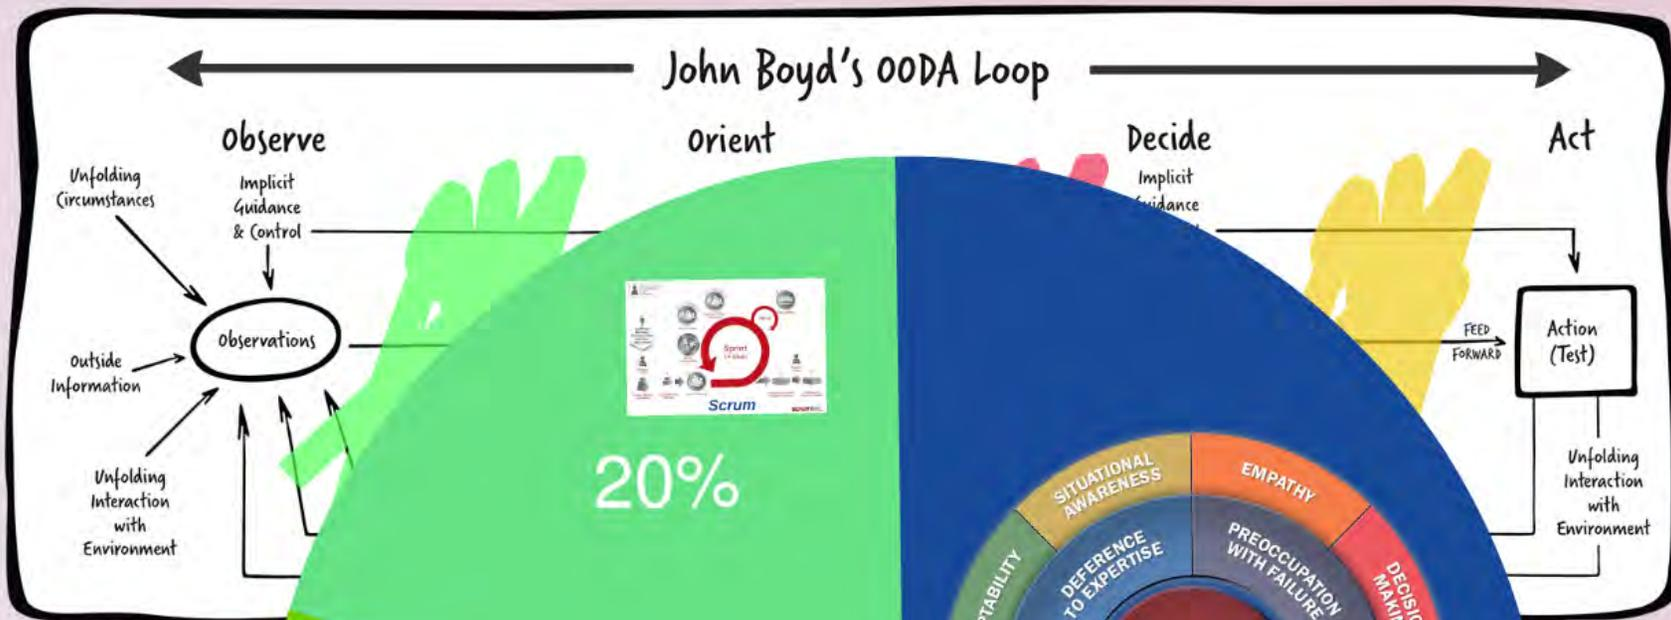 John Boyd's OODA Loop
Observe
Orient
Decide
Act
Unfolding
Circumstances
Implicit
Guidance
& Control
Observations
Outside
Information
Unfolding
Interaction
with
Environment
Sprint
Scrum
20%
Implicit
Guidance
SITUATIONAL
AWARENESS
EMPATHY
DEFERENCE
TO EXPERTISE
PREOCCUPATION
WITH FAILURE
FEED
FORWARD
Action
(Test)
Unfolding
Interaction
with
Environment